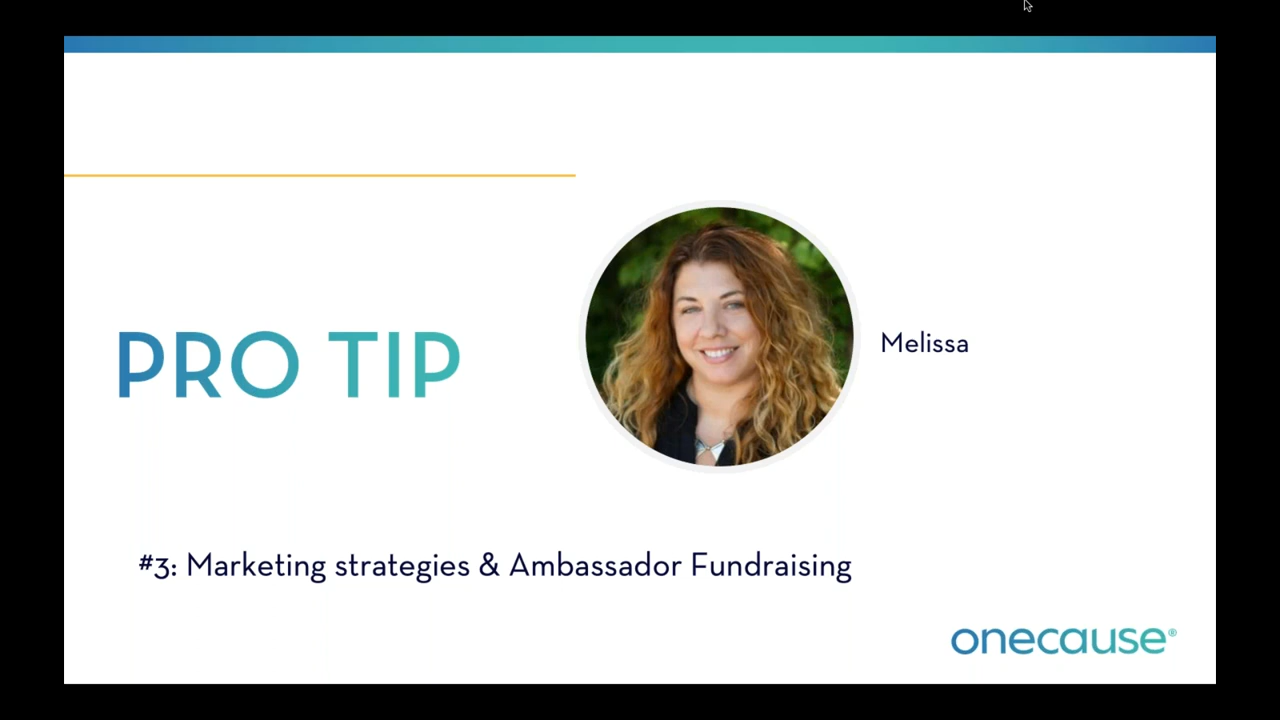 PRO TIP
Melissa
#3: Marketing strategies & Ambassador Fundraising
onecause®